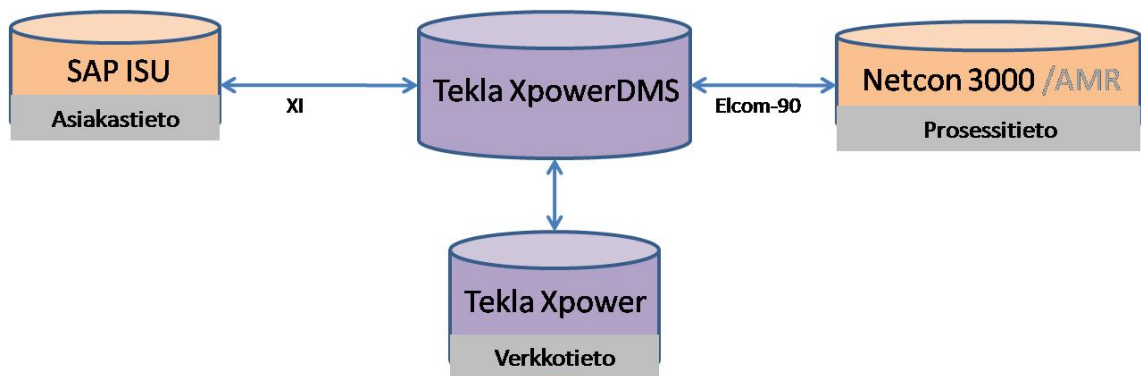 SAP ISU
Asiakastieto
XI
Tekla XpowerDMS
Elcom-90
Netcon 3000 /AMR
Prosessitieto
Tekla Xpower
Verkkotieto